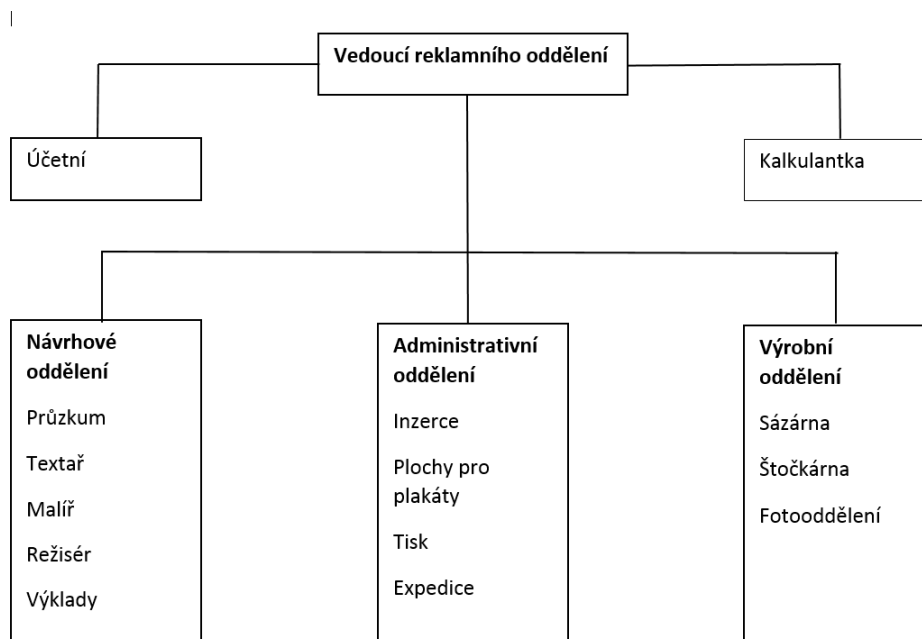 Vedoucí reklamního oddělení
Účetní
Kalkulantka
Návrhové
oddělení
Průzkum
Textař
Malíř
Režisér
Výklady
Administrativní
oddělení
Inzerce
Plochy pro
plakáty
Tisk
Expedice
Výrobní
oddělení
Sázárna
Štočkárna
Fotooddělení